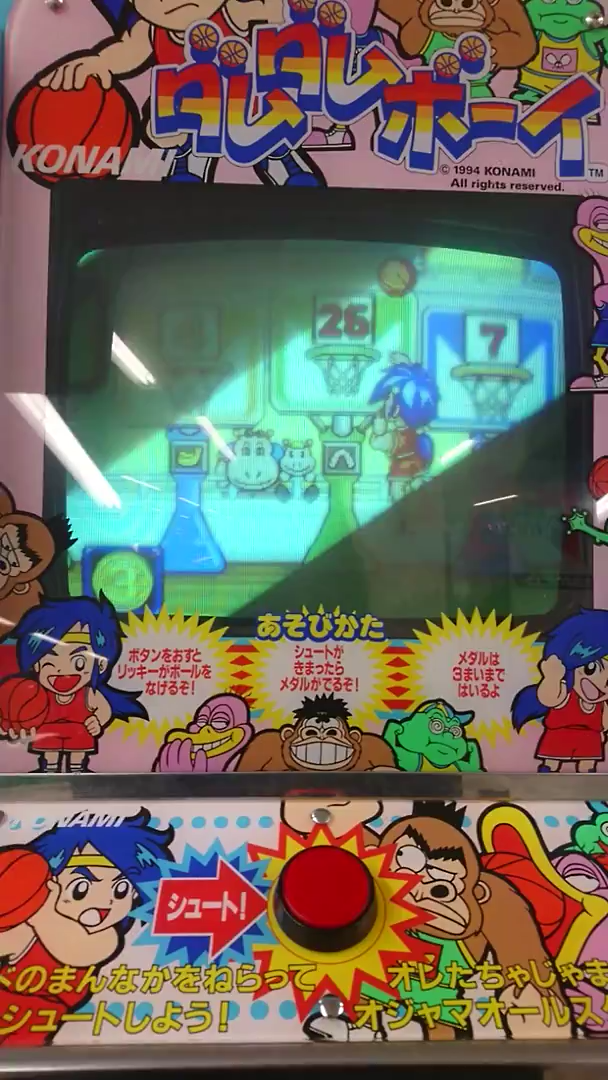 ダムダムボーイ
TM
KONAMI
© 1994 KONAMI
All rights reserved.
26
7
あそびかた
ボタンをおすと
リッキーがボールを
なげるぞ!
シュートが
きまったら
メダルがでるぞ!
メダルは
3まいまで
はいるよ
KONAMI
シュート!
ドのまんなかをねらって
シュートしよう!
オレたちゃじゃま
オジャマオールス